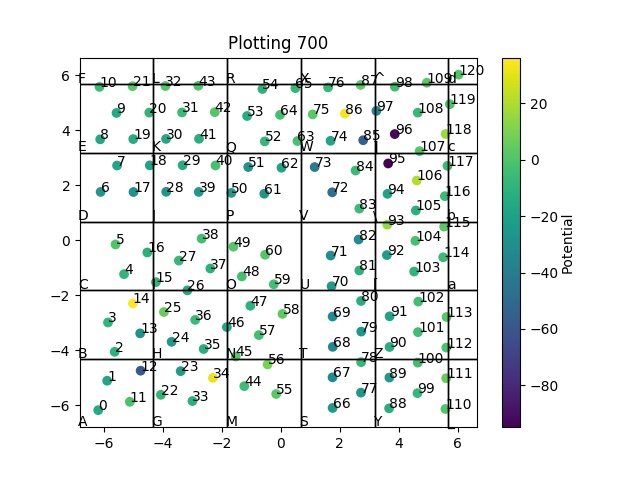 Plotting 700
F L R X ^ d
10 21 32 43 54 65 76 87 98 109 120
9 20 31 42 53 64 75 86 97 108 119
8 19 30 41 52 63 74 85 96 107 118
E K Q W ] c
7 18 29 40 51 62 73 84 95 106 117
6 17 28 39 50 61 72 83 94 105 116
D J P V \ b
5 16 27 38 49 60 71 82 93 104 115
4 15 26 37 48 59 70 81 92 103 114
C I O U [ a
3 14 25 36 47 58 69 80 91 102 113
2 13 24 35 46 57 68 79 90 101 112
B H N T Z
1 12 23 34 45 56 67 78 89 100 111
0 11 22 33 44 55 66 77 88 99 110
A G M S Y
6
4
2
0
−2
−4
−6
−6 −4 −2 0 2 4 6
20
0
−20
−40
−60
−80
Potential